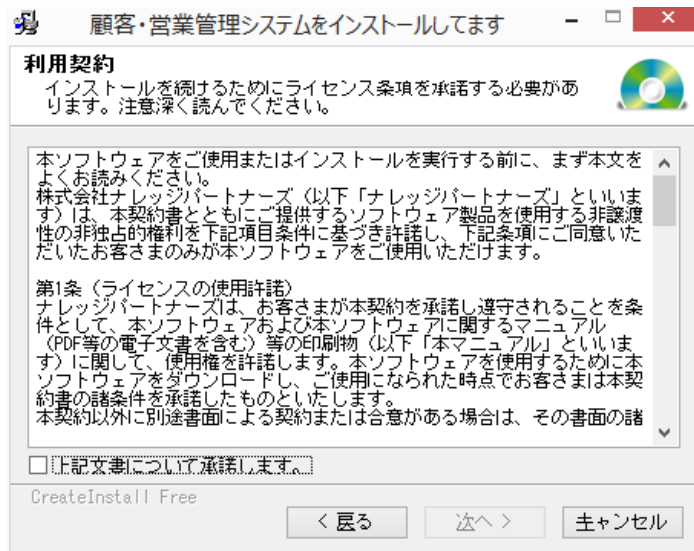 顧客・営業管理システムをインストールしてます
利用契約
インストールを続けるためにライセンス条項を承諾する必要があ
ります。注意深く読んでください。
本ソフトウェアをご使用またはインストールを実行する前に、まず本文を
よくお読みください。
株式会社ナレッジパートナーズ（以下「ナレッジパートナーズ」といいま
す）は、本契約書とともにご提供するソフトウェア製品を使用する非譲渡
性の非独占的権利を下記項目条件に基づき許諾し、下記条項にご同意いた
だいたお客さまのみが本ソフトウェアをご使用いただけます。
第1条（ライセンスの使用許諾）
ナレッジパートナーズは、お客さまが本契約を承諾し遵守されることを条
件として、本ソフトウェアおよび本ソフトウェアに関するマニュアル
（PDF等の電子文書を含む）等の印刷物（以下「本マニュアル」といいま
す）に関して、使用権を許諾します。本ソフトウェアを使用するために本
ソフトウェアをダウンロードし、ご使用になられた時点でお客さまは本契
約書の諸条件を承諾したものといたします。
本契約以外に別途書面による契約または合意がある場合は、その書面の諸
上記文書について承諾します。
CreateInstall Free
< 戻る
次へ >
キャンセル